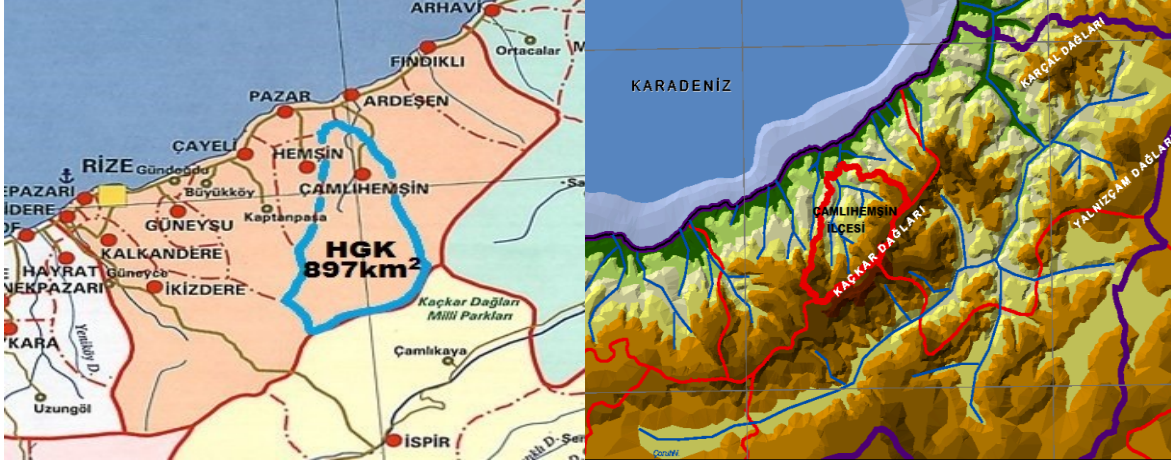 ARHAVİ
Ortacalar
FINDIKLI
ARDEŞEN
PAZAR
ÇAYELİ
HEMŞİN
RİZE
Gündoğdu
Büyükköy
ÇAMLIHEMŞİN
EPAZARI
Kaptanpaşa
İDERE
GÜNEYSU
OF
KALKANDERE
HGK
897km²
HAYRAT
Güneyce
NEKPAZARI
İKİZDERE
Kaçkar Dağları
Milli Parkları
KARA
Yeniköy D.
Çamlıkaya
Uzungöl
İSPİR
KARADENİZ
KARÇAL DAĞLARI
YALNIZÇAM DAĞLARI
ÇAMLIHEMŞİN
İLÇESİ
KAÇKAR DAĞLARI